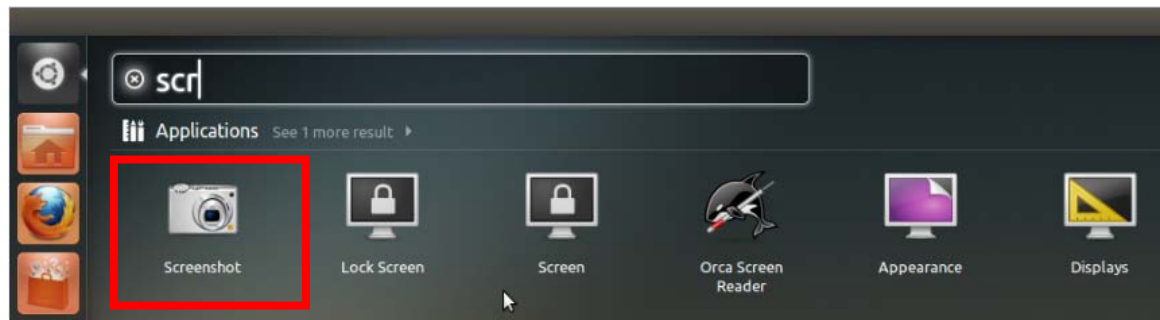 scr
Applications See 1 more result
Screenshot Lock Screen Screen Orca Screen Reader Appearance Displays